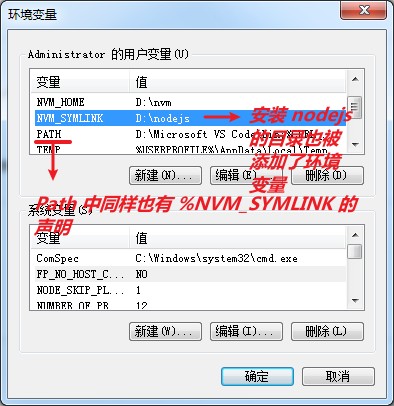 环境变量
Administrator 的用户变量(U)
变量 值
NVM_HOME D:\nvm
NVM_SYMLINK D:\nodejs
安装 nodejs
PATH D:\Microsoft VS Code
的目录也被
TEMP %USERPROFILE%\AppData\Local\Temp
添加了环境
变量
新建(N)... 编辑(E)... 删除(D)
Path 中同样也有 %NVM_SYMLINK 的
声明
系统变量(S)
变量 值
ComSpec C:\Windows\system32\cmd.exe
FP_NO_HOST_C... NO
NODE_SKIP_PL... 1
NUMBER_OF_PR... 12
新建(W)... 编辑(I)... 删除(L)
确定 取消